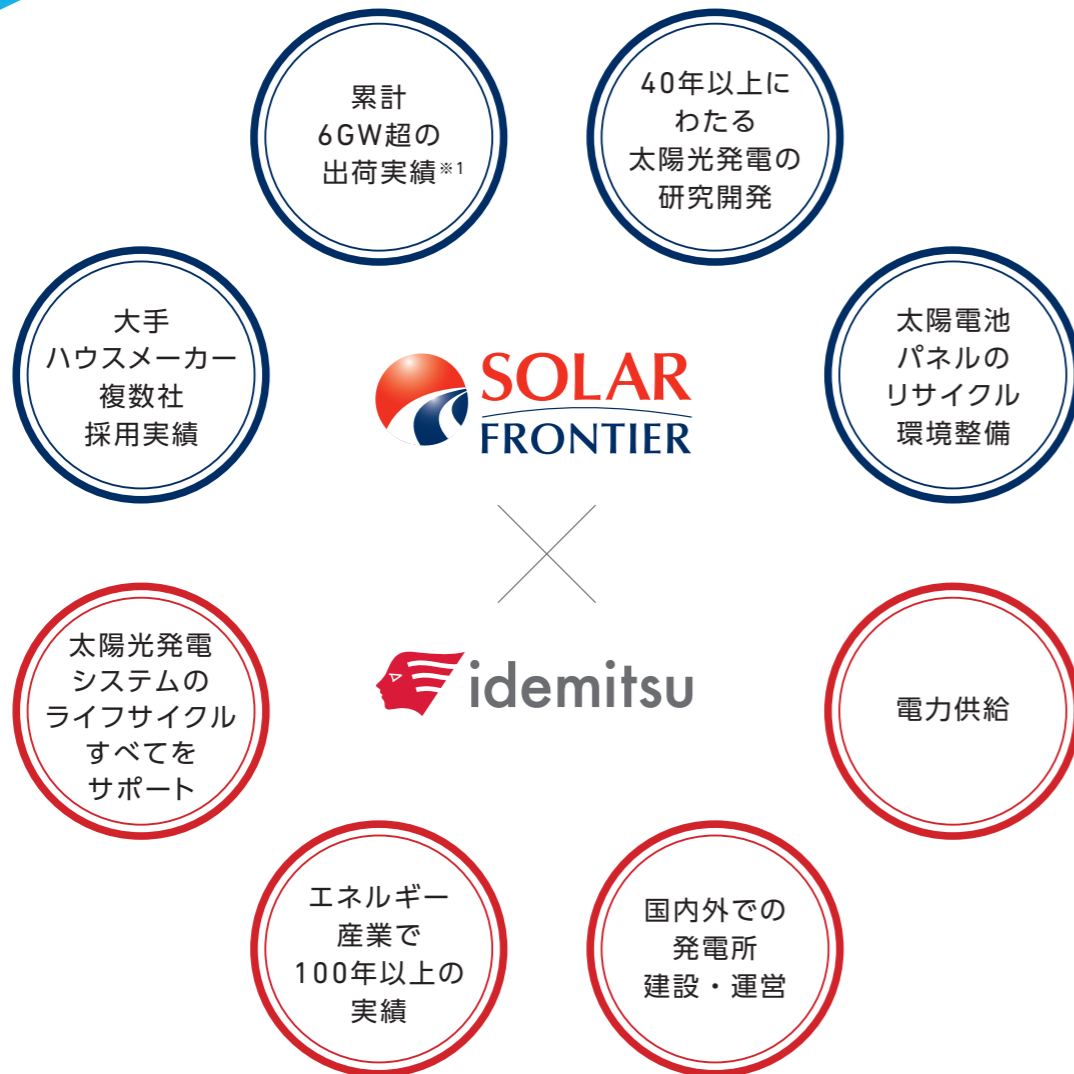 累計
6GW超の
出荷実績※1
40年以上に
わたる
太陽光発電の
研究開発
大手
ハウスメーカー
複数社
採用実績
SOLAR
FRONTIER
太陽電池
パネルの
リサイクル
環境整備
太陽光発電
システムの
ライフサイクル
すべてを
サポート
idemitsu
電力供給
エネルギー
産業で
100年以上の
実績
国内外での
発電所
建設・運営